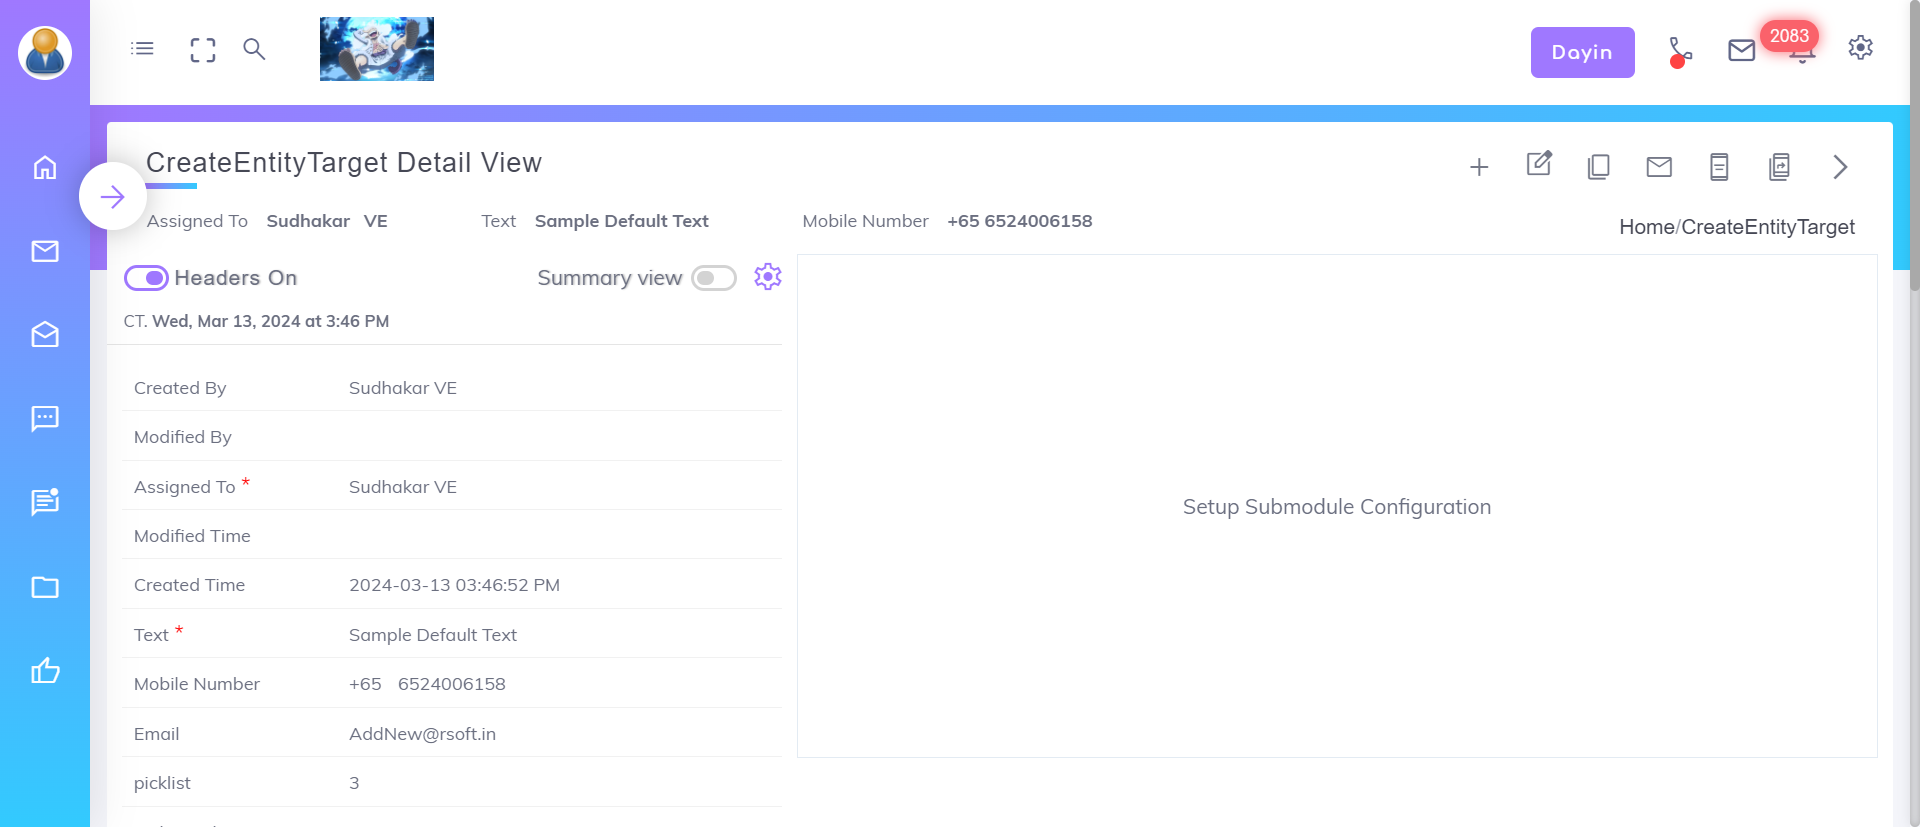 Dayin
2083
CreateEntityTarget Detail View
Assigned To Sudhakar VE Text Sample Default Text Mobile Number +65 6524006158
Home/CreateEntityTarget
Headers On Summary view
CT. Wed, Mar 13, 2024 at 3:46 PM
Created By Sudhakar VE
Modified By
Assigned To * Sudhakar VE
Modified Time
Created Time 2024-03-13 03:46:52 PM
Text * Sample Default Text
Mobile Number +65 6524006158
Email AddNew@rsoft.in
picklist 3
Setup Submodule Configuration